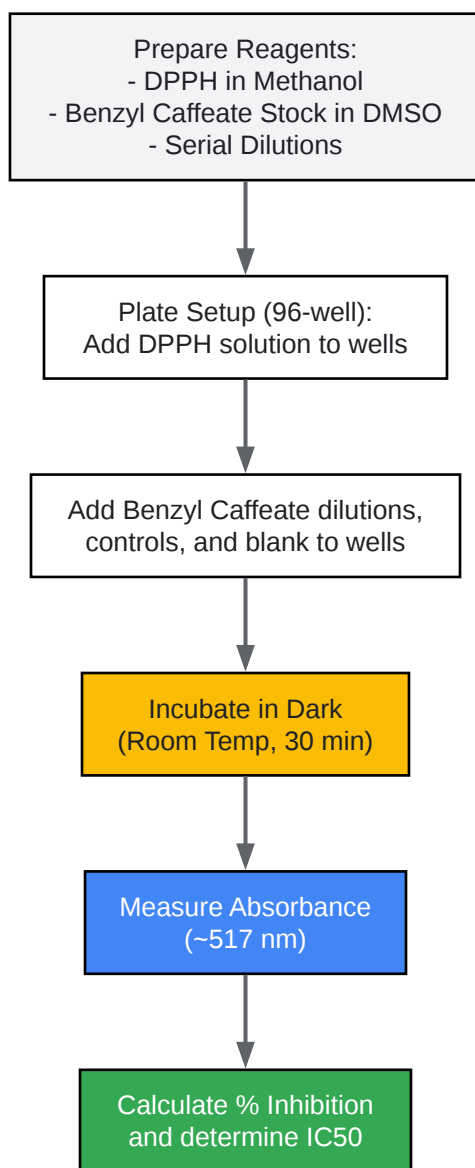 Prepare Reagents:
- DPPH in Methanol
- Benzyl Caffeate Stock in DMSO
- Serial Dilutions
Plate Setup (96-well):
Add DPPH solution to wells
Add Benzyl Caffeate dilutions,
controls, and blank to wells
Incubate in Dark
(Room Temp, 30 min)
Measure Absorbance
(~517 nm)
Calculate % Inhibition
and determine IC50